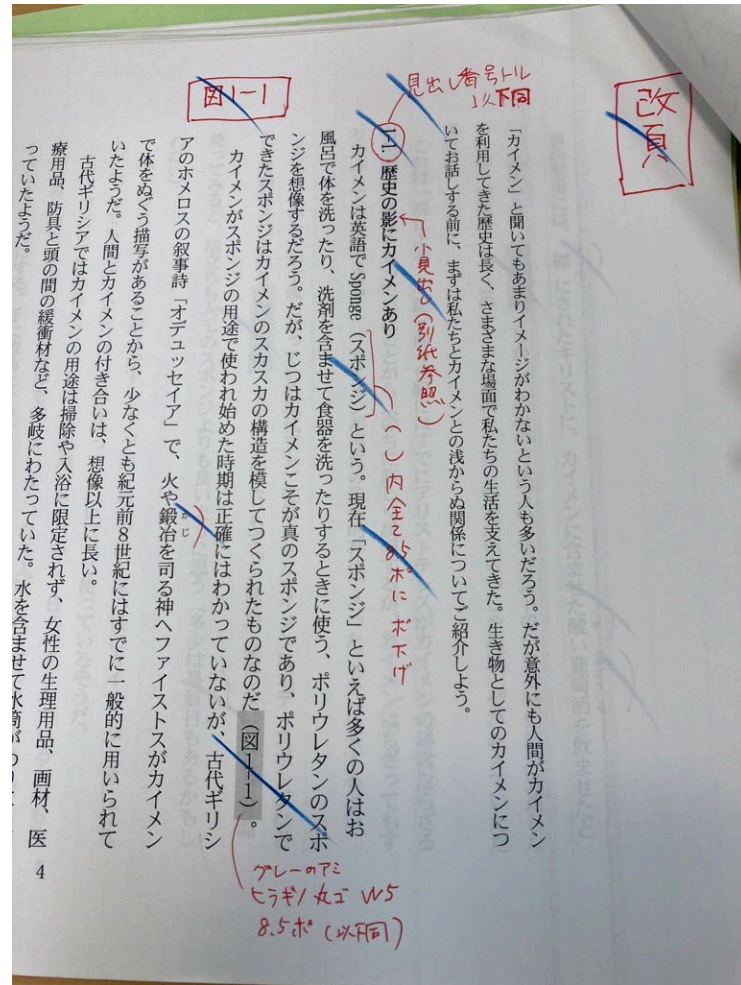 改頁
「カイメン」と聞いてもあまりイメージがわかないという人も多いだろう。だが意外にも人間がカイメン
を利用してきた歴史は長く、さまざまな場面で私たちの生活を支えてきた。生き物としてのカイメンにつ
いてお話しする前に、まずは私たちとカイメンとの浅からぬ関係についてご紹介しよう。
見出し番号トル
以下同
1-1 歴史の影にカイメンあり
小見出し(別紙参照)
カイメンは英語で Sponge(スポンジ)という。現在「スポンジ」といえば多くの人はお
( )内全て8.5ポにポ下げ
風呂で体を洗ったり、洗剤を含ませて食器を洗ったりするときに使う、ポリウレタンのスポ
ンジを想像するだろう。だが、じつはカイメンこそが真のスポンジであり、ポリウレタンで
できたスポンジはカイメンのスカスカの構造を模してつくられたものなのだ(図1-1)。
グレーのアミ
ヒラギノ丸ゴ W5
8.5ポ(以下同)
図1-1
カイメンがスポンジの用途で使われ始めた時期は正確にはわかっていないが、古代ギリシ
アのホメロスの叙事詩「オデュッセイア」で、火や鍛冶を司る神ヘファイストスがカイメン
かじ
で体をぬぐう描写があることから、少なくとも紀元前8世紀にはすでに一般的に用いられて
いたようだ。人間とカイメンの付き合いは、想像以上に長い。
古代ギリシアではカイメンの用途は掃除や入浴に限定されず、女性の生理用品、画材、医
療用品、防具と頭の間の緩衝材など、多岐にわたっていた。水を含ませて水筒が
っていたようだ。
4